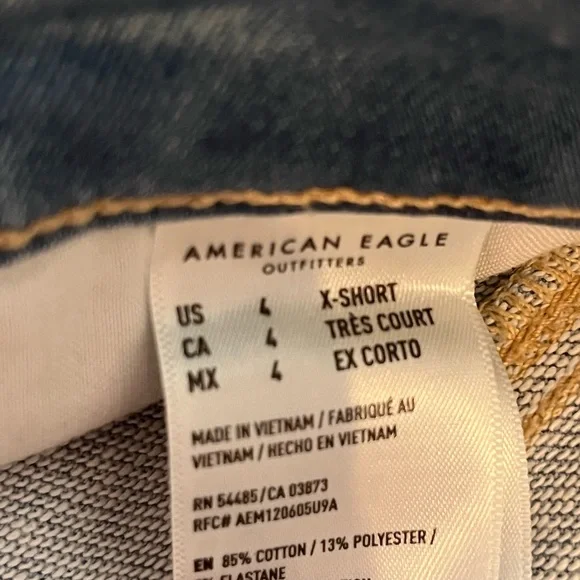 AMERICAN EAGLE
OUTFITTERS
US 4 X-SHORT
CA 4 TRÈS COURT
MX 4 EX CORTO
MADE IN VIETNAM / FABRIQUÉ AU
VIETNAM / HECHO EN VIETNAM
RN 54485/CA 03873
RFC# AEM120605U9A
EN 85% COTTON / 13% POLYESTER /
ELASTANE